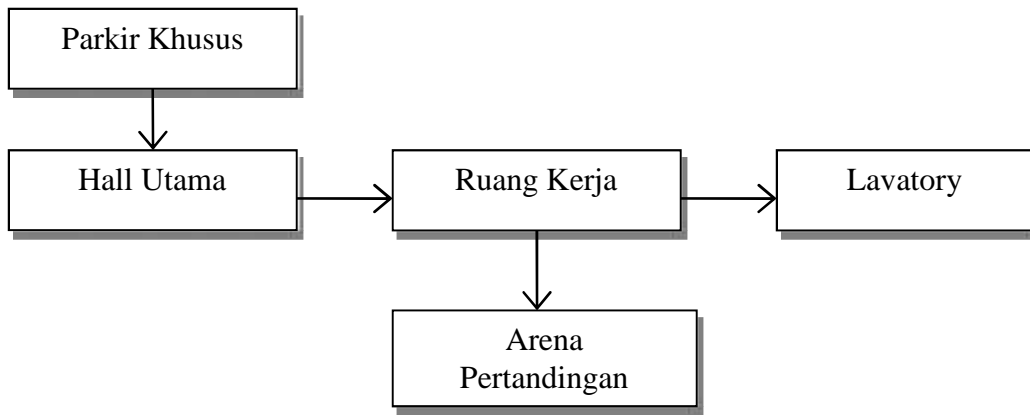 Parkir Khusus
Hall Utama
Ruang Kerja
Lavatory
Arena
Pertandingan